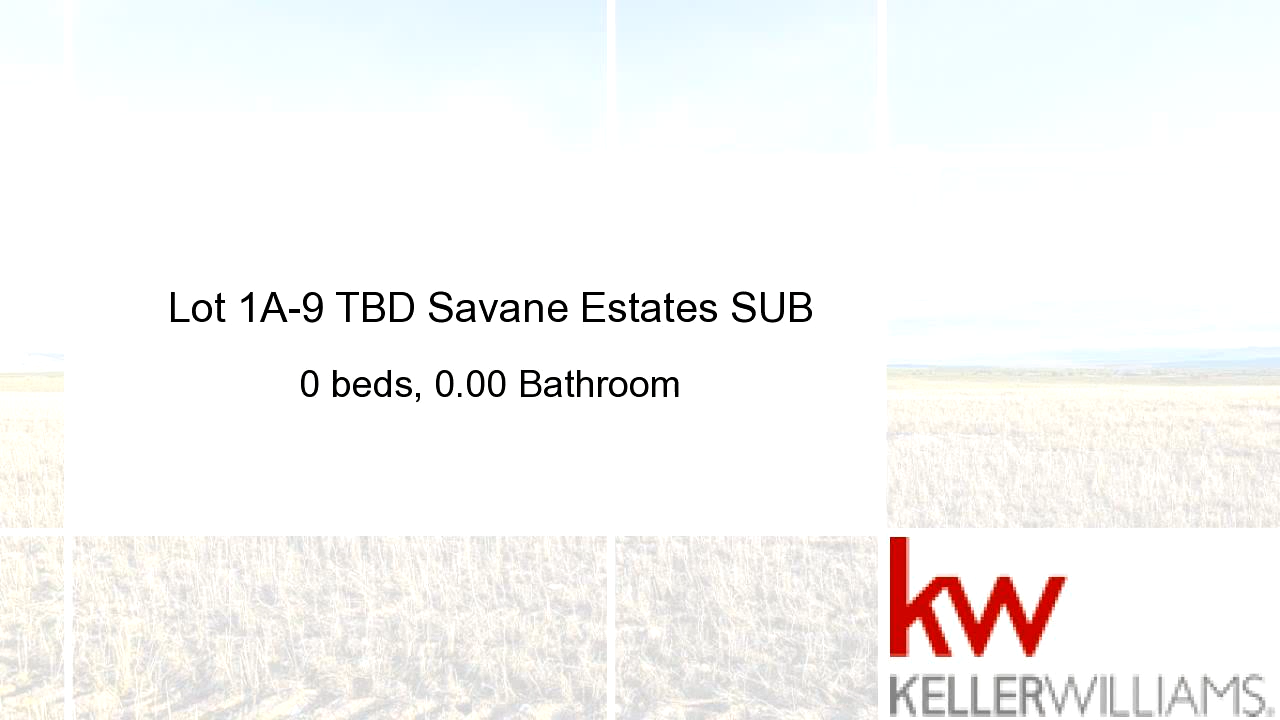 Lot 1A-9 TBD Savane Estates SUB
0 beds, 0.00 Bathroom
kw
KELLERWILLIAMS.